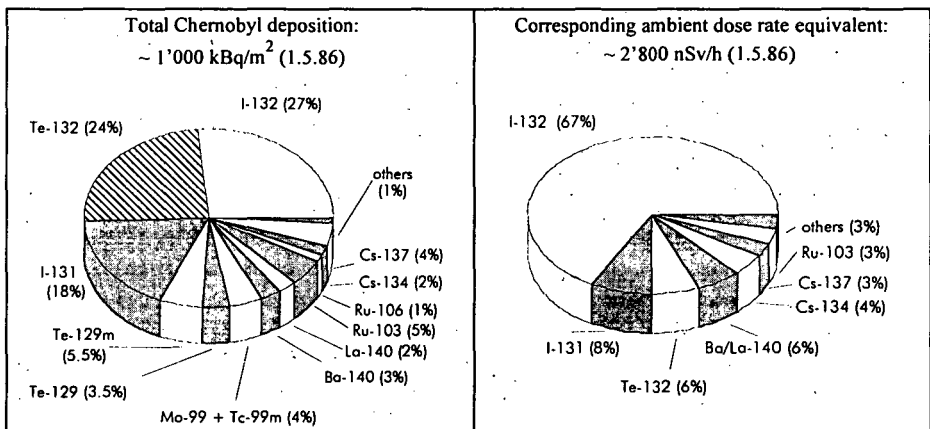 Total Chernobyl deposition:
~ 1'000 kBq/m² (1.5.86)
I-132 (27%)
Te-132 (24%)
others
(1%)
Cs-137 (4%)
Cs-134 (2%)
Ru-106 (1%)
Ru-103 (5%)
La-140 (2%)
Ba-140 (3%)
Mo-99 + Tc-99m (4%)
Te-129 (3.5%)
Te-129m
(5.5%)
I-131
(18%)
Corresponding ambient dose rate equivalent:
~ 2'800 nSv/h (1.5.86)
I-132 (67%)
others (3%)
Ru-103 (3%)
Cs-137 (3%)
Cs-134 (4%)
Ba/La-140 (6%)
Te-132 (6%)
I-131 (8%)